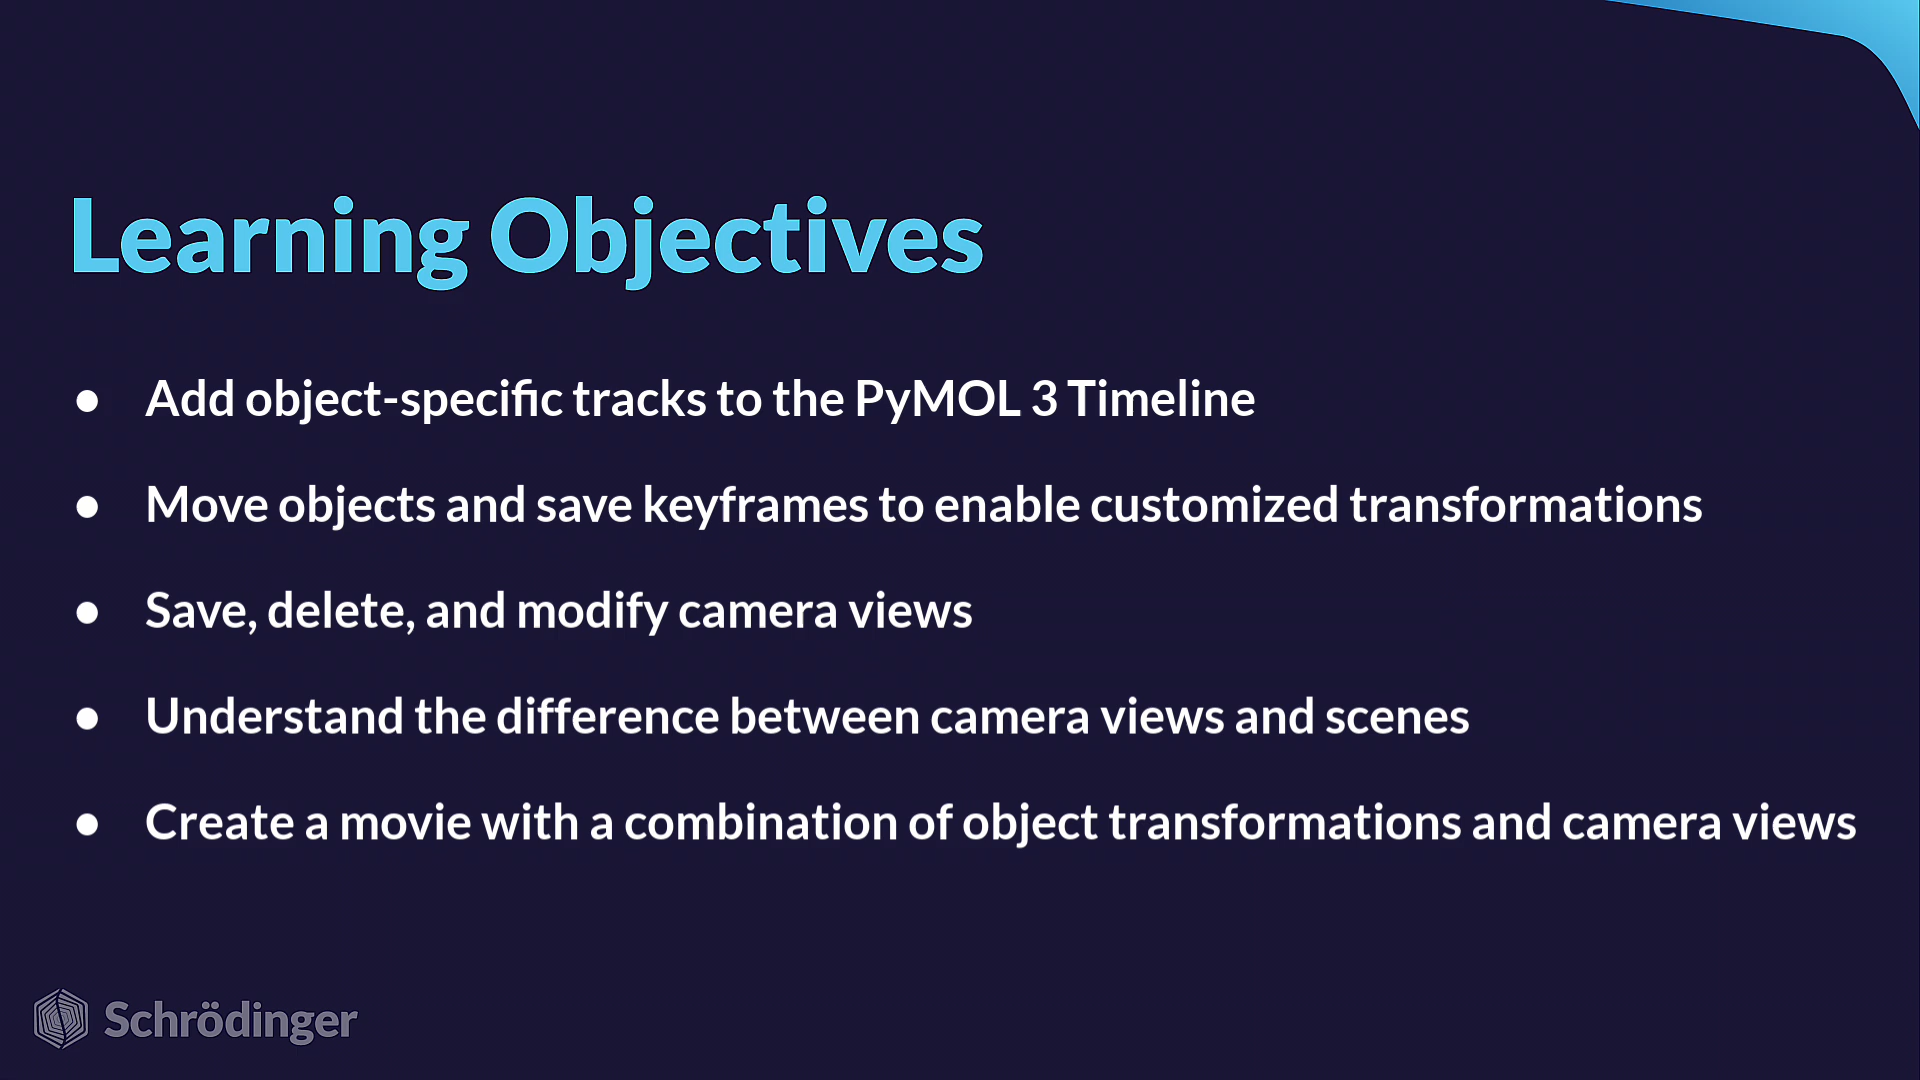 Learning Objectives
● Add object-specific tracks to the PyMOL 3 Timeline
● Move objects and save keyframes to enable customized transformations
● Save, delete, and modify camera views
● Understand the difference between camera views and scenes
● Create a movie with a combination of object transformations and camera views
Schrödinger